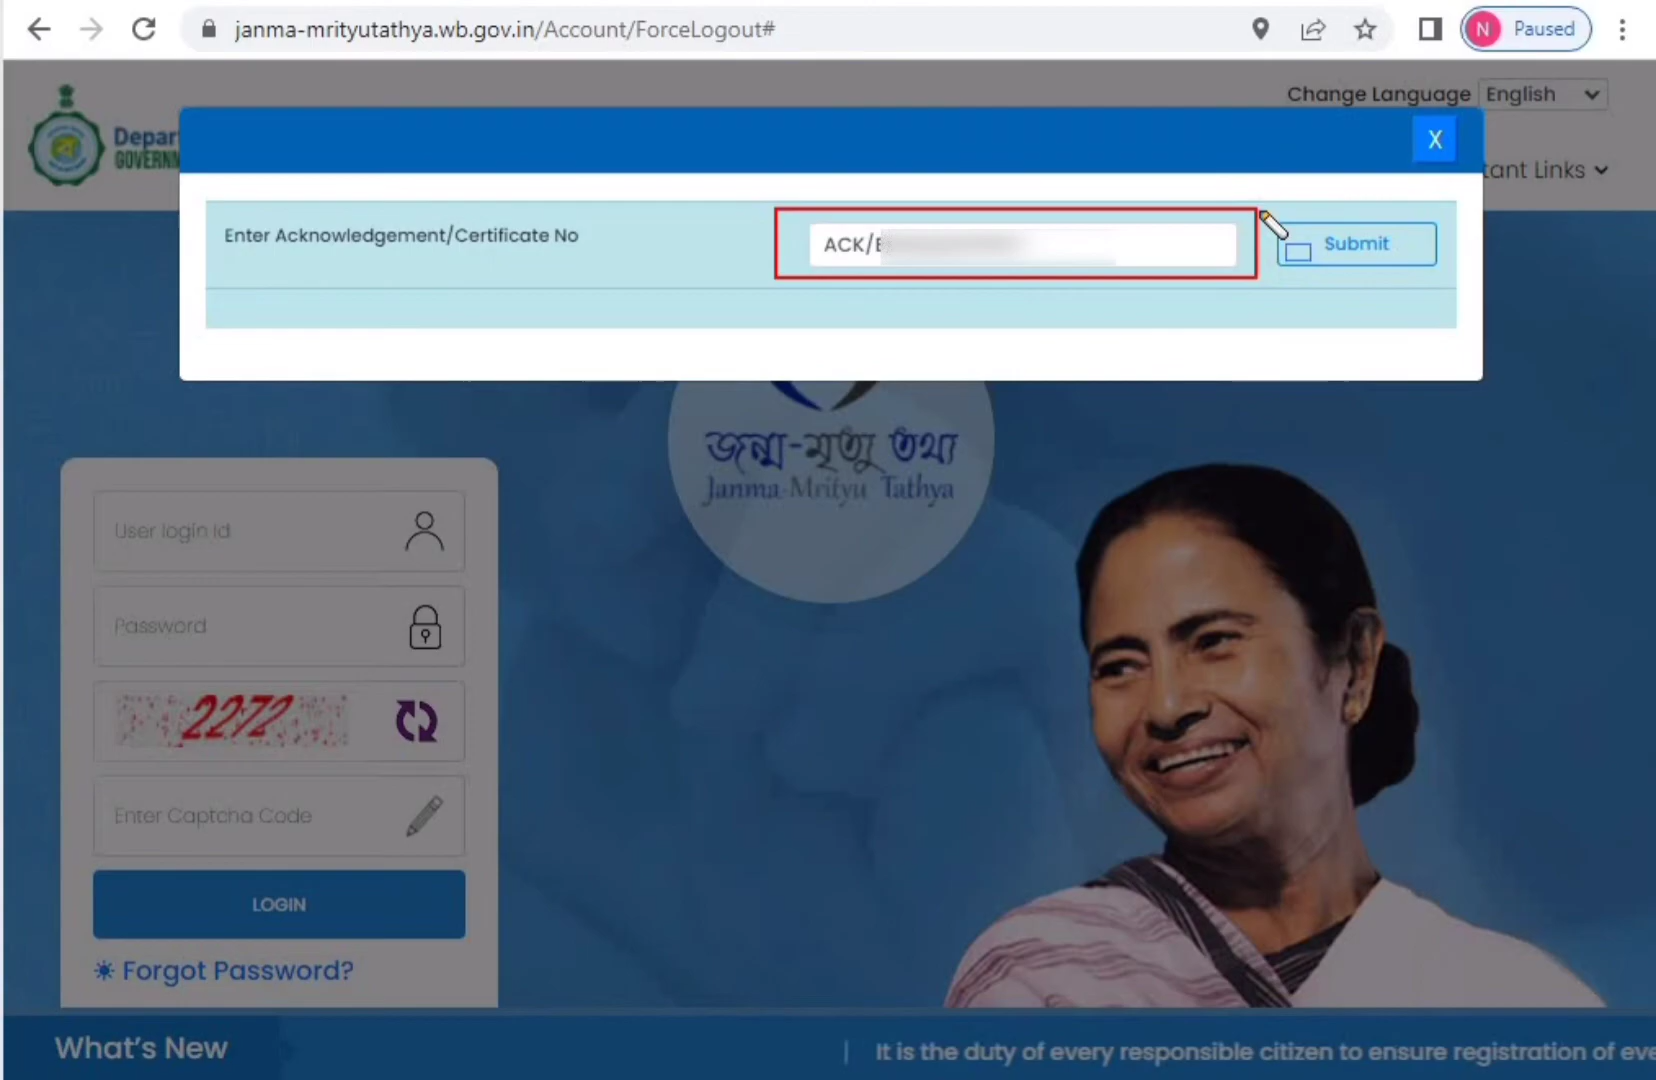 janma-mrityutathya.wb.gov.in/Account/ForceLogout#
N Paused
Change Language English
X
Enter Acknowledgement/Certificate No
ACK/
Submit
Links
জন্ম-মৃত্যু তথ্য
Janma-Mrityu Tathya
User login id
Password
2272
Enter Captcha Code
LOGIN
Forgot Password?
What's New
It is the duty of every responsible citizen to ensure registration of